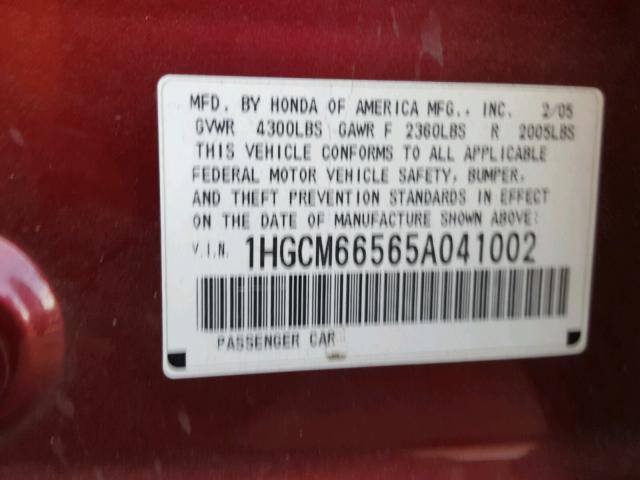 MFD. BY HONDA OF AMERICA MFG., INC. 2/05
GVWR 4300LBS GAWR F 2360LBS R 2005LBS
THIS VEHICLE CONFORMS TO ALL APPLICABLE
FEDERAL MOTOR VEHICLE SAFETY, BUMPER,
AND THEFT PREVENTION STANDARDS IN EFFECT
ON THE DATE OF MANUFACTURE SHOWN ABOVE:
V.I.N. 1HGCM66565A041002
PASSENGER CAR